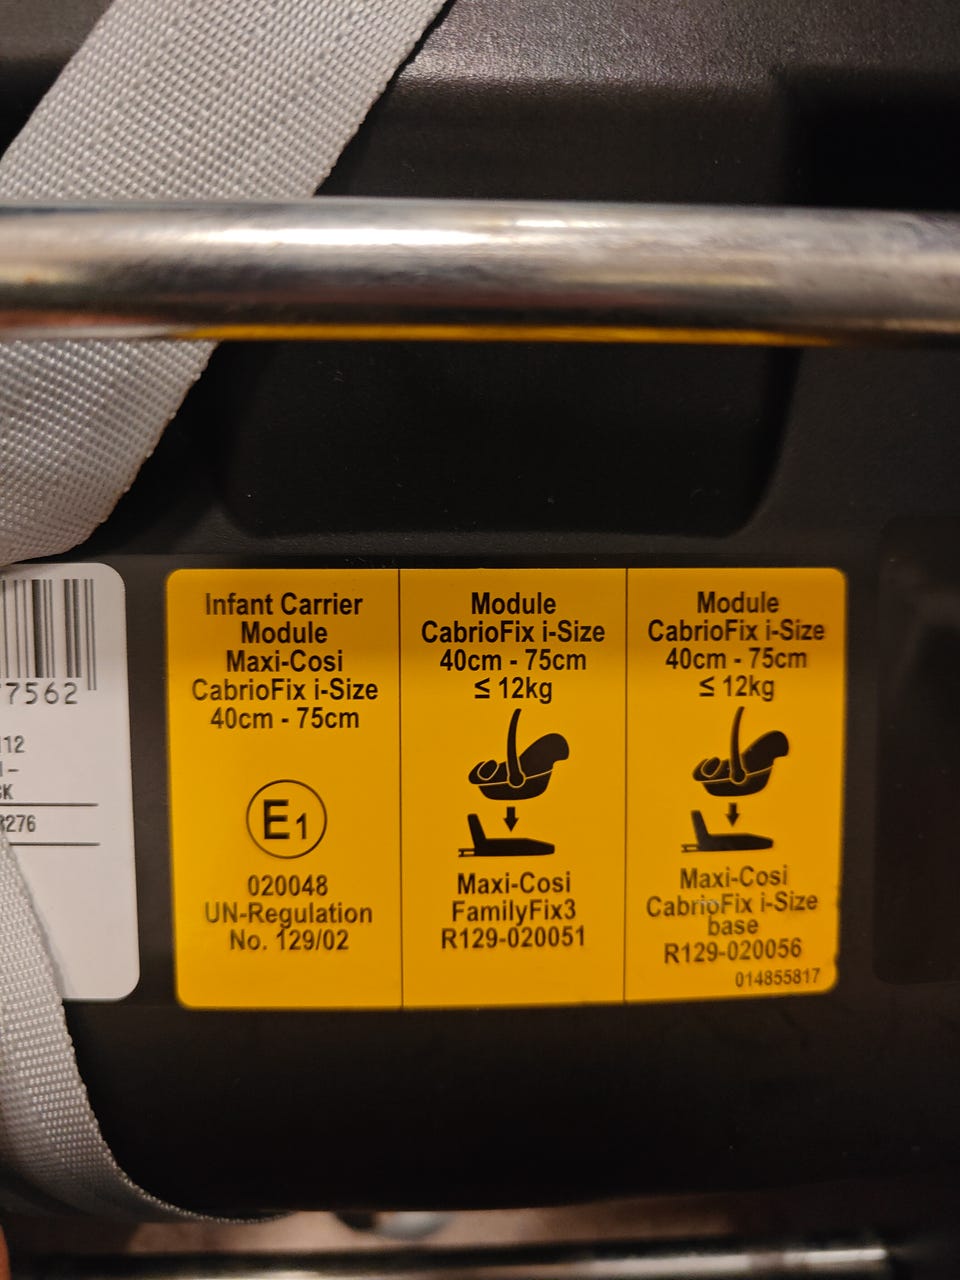 7562
112
276
Infant Carrier
Module
Maxi-Cosi
CabrioFix i-Size
40cm - 75cm
E1
020048
UN-Regulation
No. 129/02
Module
CabrioFix i-Size
40cm - 75cm
≤ 12kg
Maxi-Cosi
FamilyFix3
R129-020051
Module
CabrioFix i-Size
40cm - 75cm
≤ 12kg
Maxi-Cosi
CabrioFix i-Size
base
R129-020056
014855817